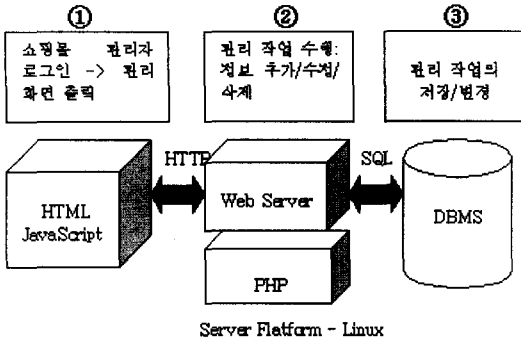 ① ② ③
쇼핑몰 관리자
로그인 -> 관리
화면 출력
관리 작업 수행:
정보 추가/수정/
삭제
관리 작업의
저장/변경
HTTP
SQL
HTML
JavaScript
Web Server
DBMS
PHP
Server Flatform - Linux